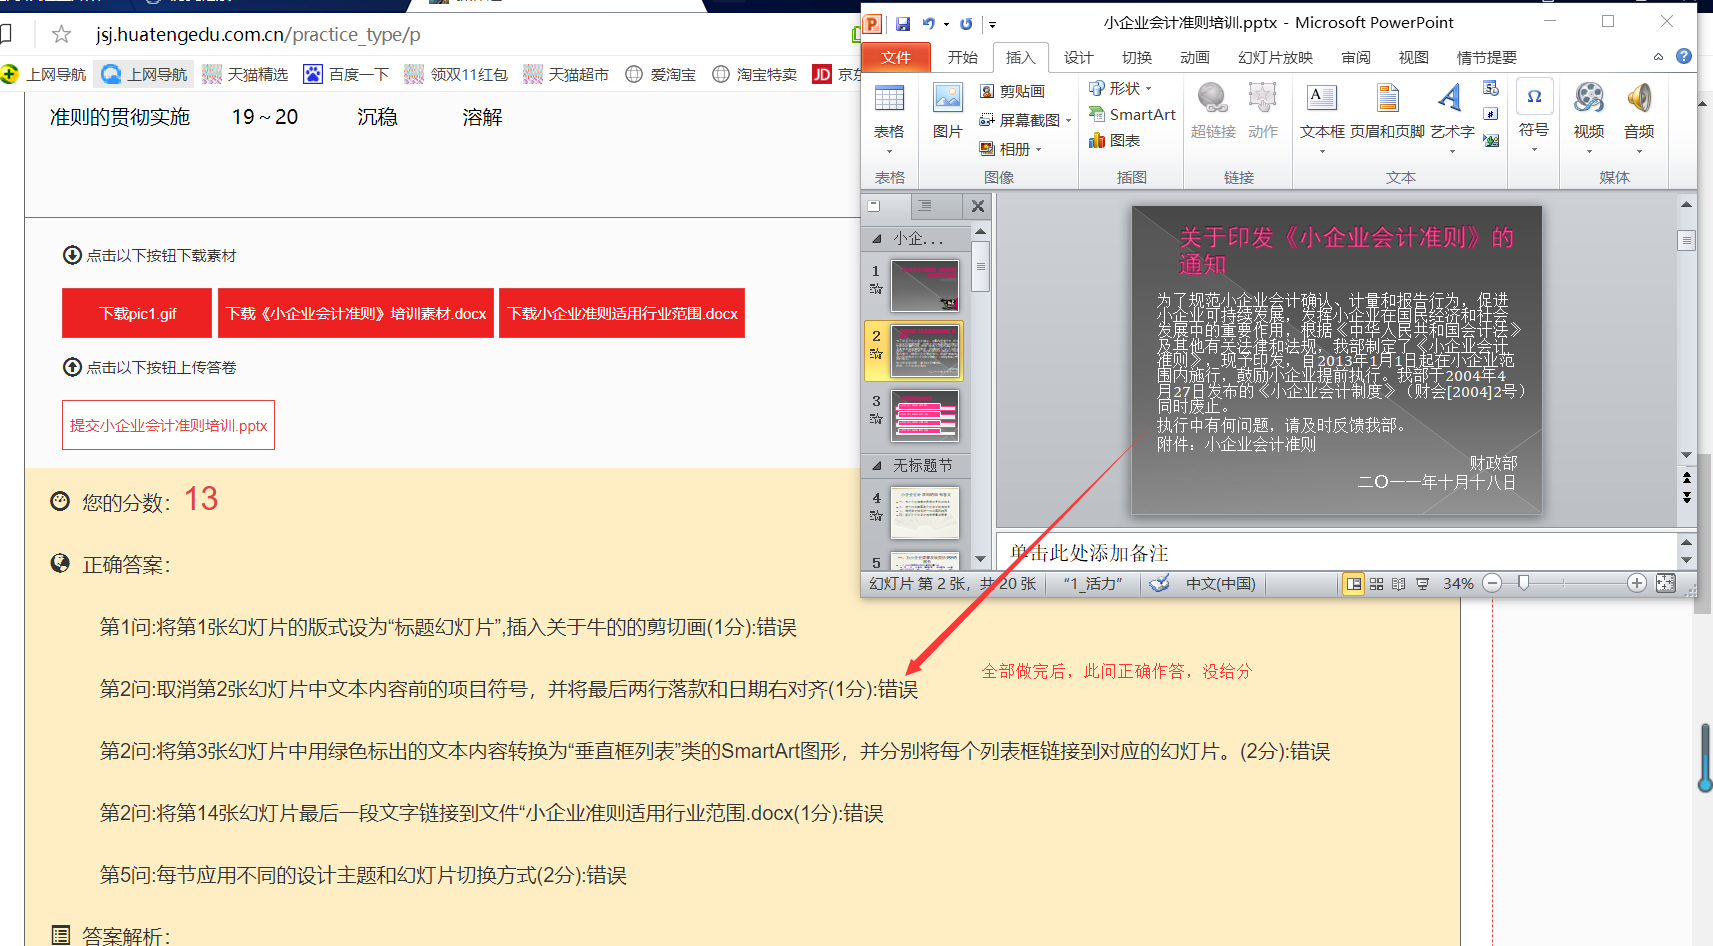 jsj.huatengedu.com.cn/practice_type/p
上网导航
上网导航
天猫精选
百度一下
领双11红包
天猫超市
爱淘宝
淘宝特卖
JD
京东
准则的贯彻实施 19～20 沉稳 溶解
点击以下按钮下载素材
下载pic1.gif
下载《小企业会计准则》培训素材.docx
下载小企业准则适用行业范围.docx
点击以下按钮上传答卷
提交小企业会计准则培训.pptx
您的分数：13
正确答案：
第1问:将第1张幻灯片的版式设为“标题幻灯片”,插入关于牛的的剪切画(1分):错误
第2问:取消第2张幻灯片中文本内容前的项目符号，并将最后两行落款和日期右对齐(1分):错误
全部做完后，此问正确作答，没给分
第2问:将第3张幻灯片中用绿色标出的文本内容转换为“垂直框列表”类的SmartArt图形，并分别将每个列表框链接到对应的幻灯片。(2分):错误
第2问:将第14张幻灯片最后一段文字链接到文件“小企业准则适用行业范围.docx(1分):错误
第5问:每节应用不同的设计主题和幻灯片切换方式(2分):错误
答案解析：
小企业会计准则培训.pptx - Microsoft PowerPoint
文件
开始
插入
设计
切换
动画
幻灯片放映
审阅
视图
情节提要
表格
图片
剪贴画
屏幕截图
相册
形状
SmartArt
图表
超链接
动作
文本框
页眉和页脚
艺术字
符号
视频
音频
表格
图像
插图
链接
文本
媒体
小企...
1
2
3
无标题节
4
5
关于印发《小企业会计准则》的
通知
为了规范小企业会计确认、计量和报告行为，促进
小企业可持续发展，发挥小企业在国民经济和社会
发展中的重要作用，根据《中华人民共和国会计法》
及其他有关法律和法规，我部制定了《小企业会计
准则》，现予印发，自2013年1月1日起在小企业范
围内施行，鼓励小企业提前执行。我部于2004年4
月27日发布的《小企业会计制度》（财会[2004]2号）
同时废止。
执行中有何问题，请及时反馈我部。
附件：小企业会计准则
财政部
二〇一一年十月十八日
单击此处添加备注
幻灯片 第 2 张，共 20 张
“1_活力”
中文(中国)
34%